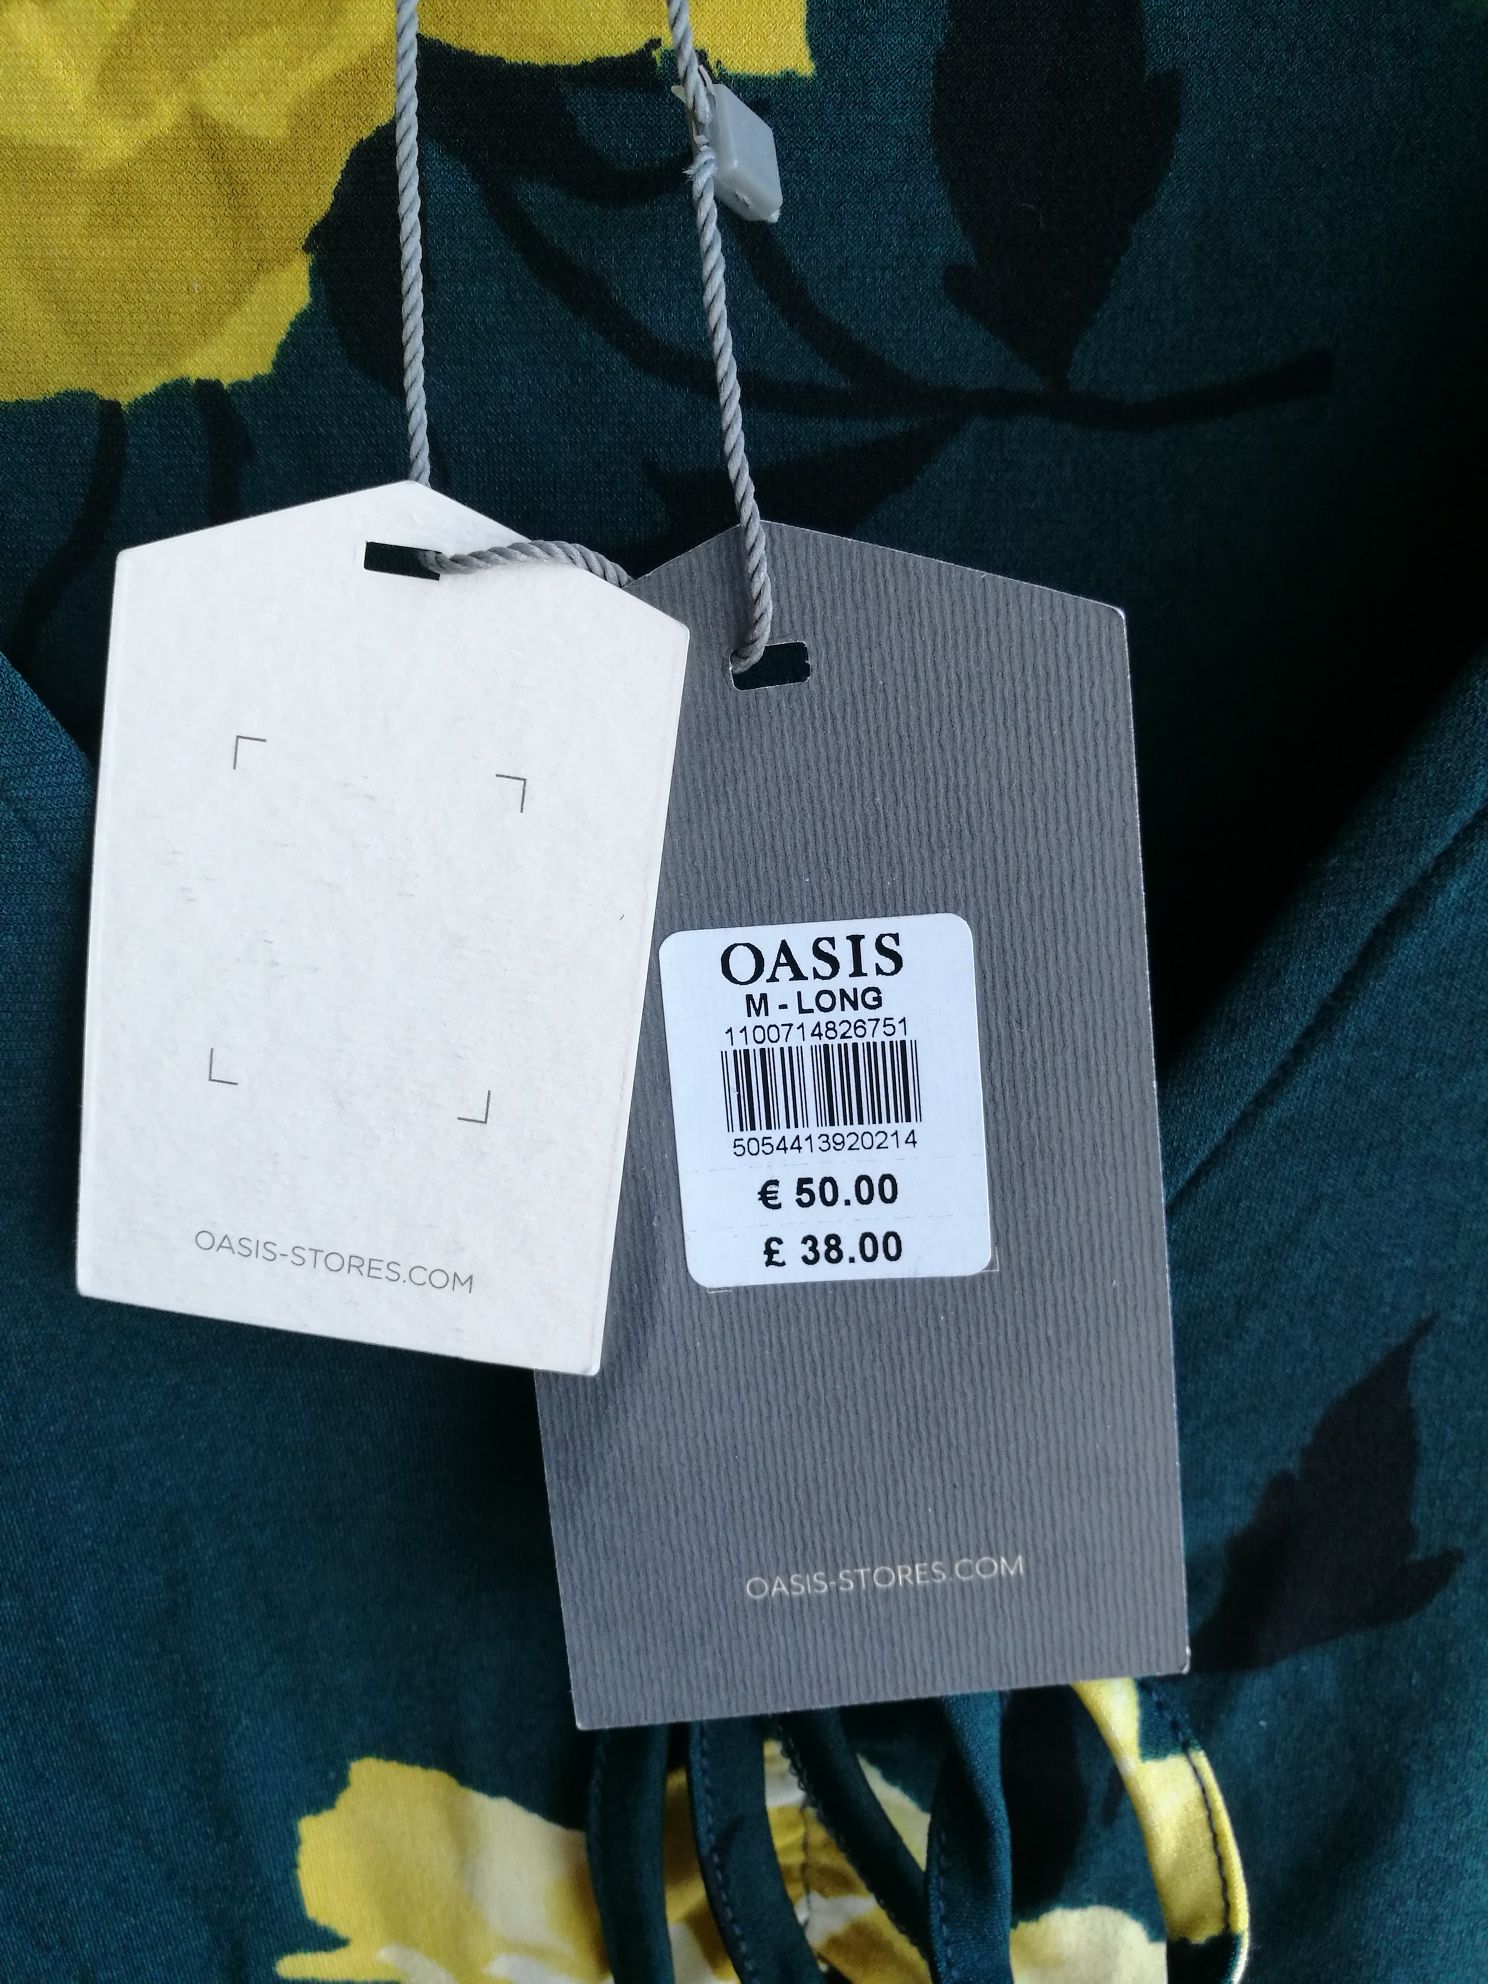 OASIS-STORES.COM
OASIS
M - LONG
1100714826751
5054413920214
€ 50.00
£ 38.00
OASIS-STORES.COM